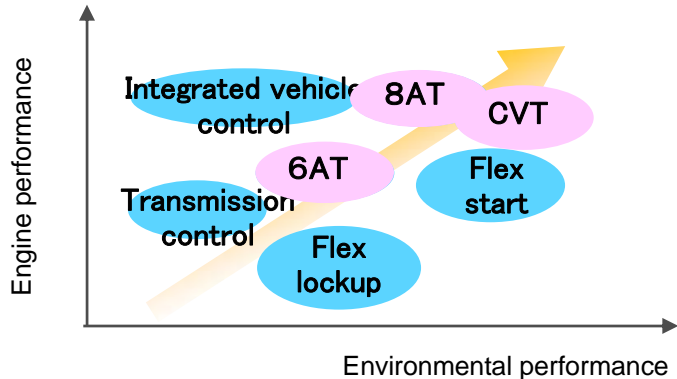 Engine performance
Integrated vehicle
control
8AT
CVT
6AT
Flex
start
Transmission
control
Flex
lockup
Environmental performance